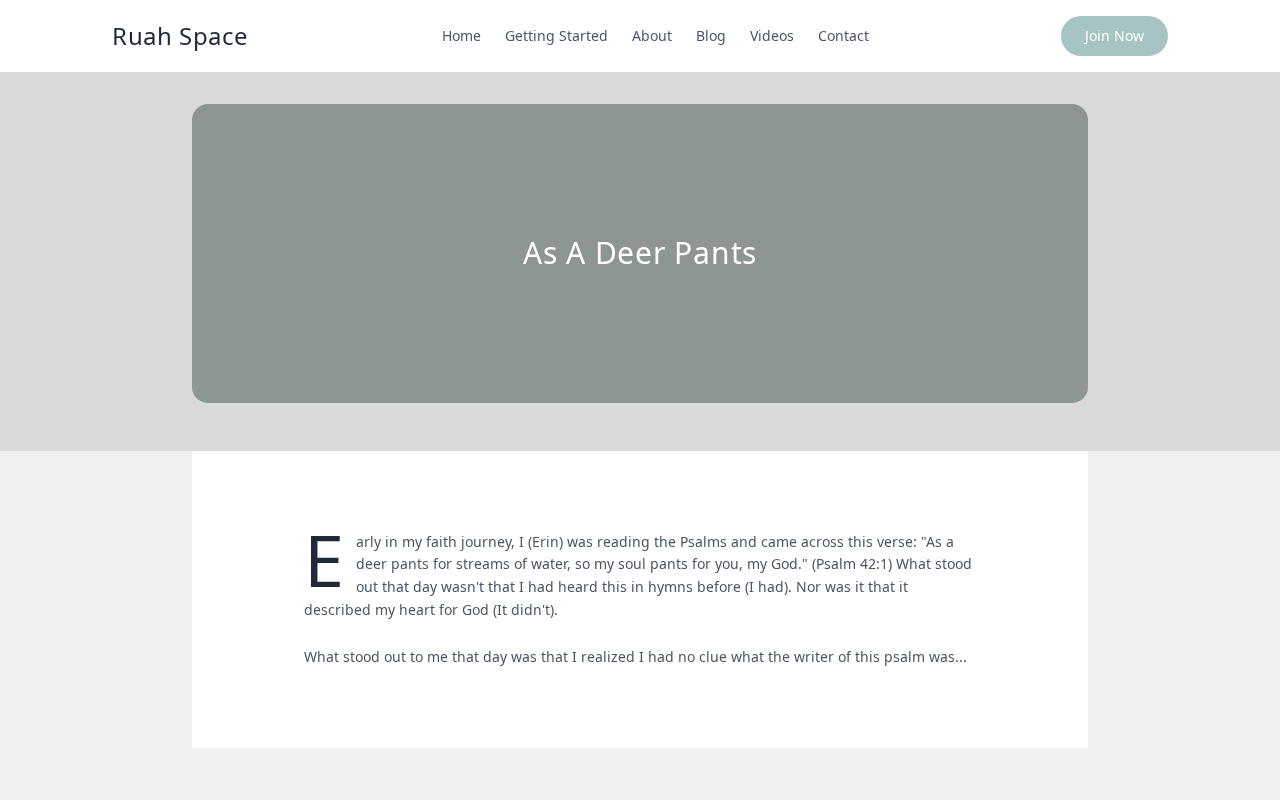 Ruah Space
Home
Getting Started
About
Blog
Videos
Contact
Join Now
As A Deer Pants
Early in my faith journey, I (Erin) was reading the Psalms and came across this verse: "As a
deer pants for streams of water, so my soul pants for you, my God." (Psalm 42:1) What stood
out that day wasn't that I had heard this in hymns before (I had). Nor was it that it
described my heart for God (It didn't).
What stood out to me that day was that I realized I had no clue what the writer of this psalm was...